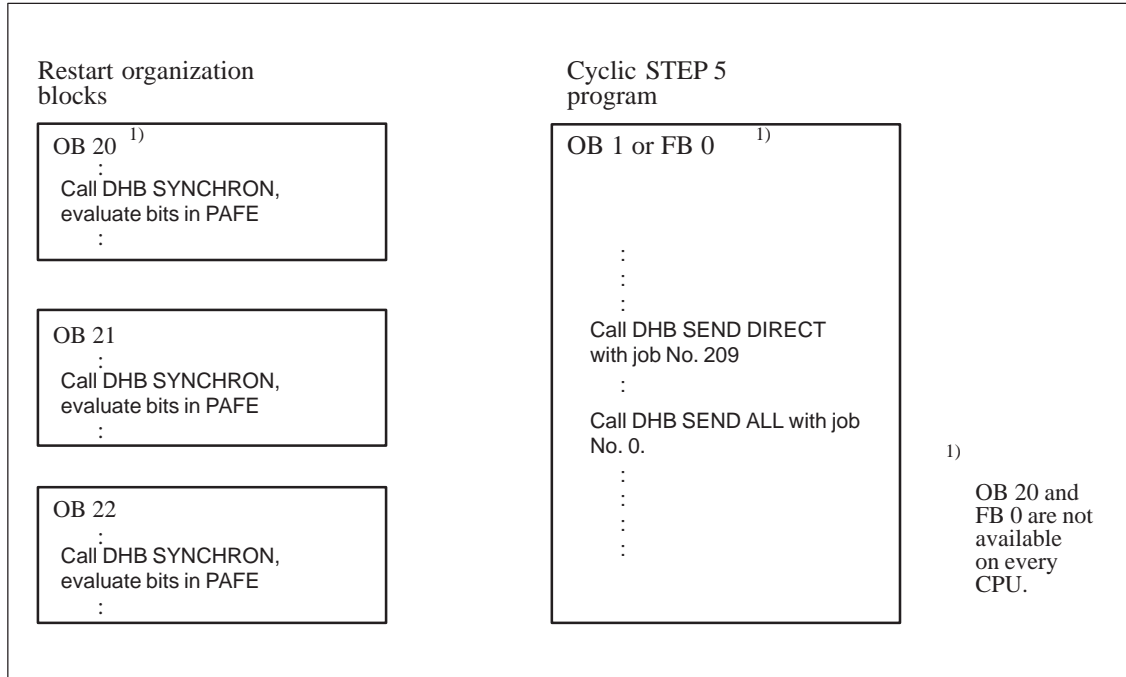 Restart organization
blocks
OB 20 1)
:
Call DHB SYNCHRON,
evaluate bits in PAFE
:
OB 21
:
Call DHB SYNCHRON,
evaluate bits in PAFE
:
OB 22
:
Call DHB SYNCHRON,
evaluate bits in PAFE
:
Cyclic STEP 5
program
OB 1 or FB 0 1)
:
:
:
Call DHB SEND DIRECT
with job No. 209
:
Call DHB SEND ALL with job
No. 0.
:
:
:
:
1)
OB 20 and
FB 0 are not
available
on every
CPU.